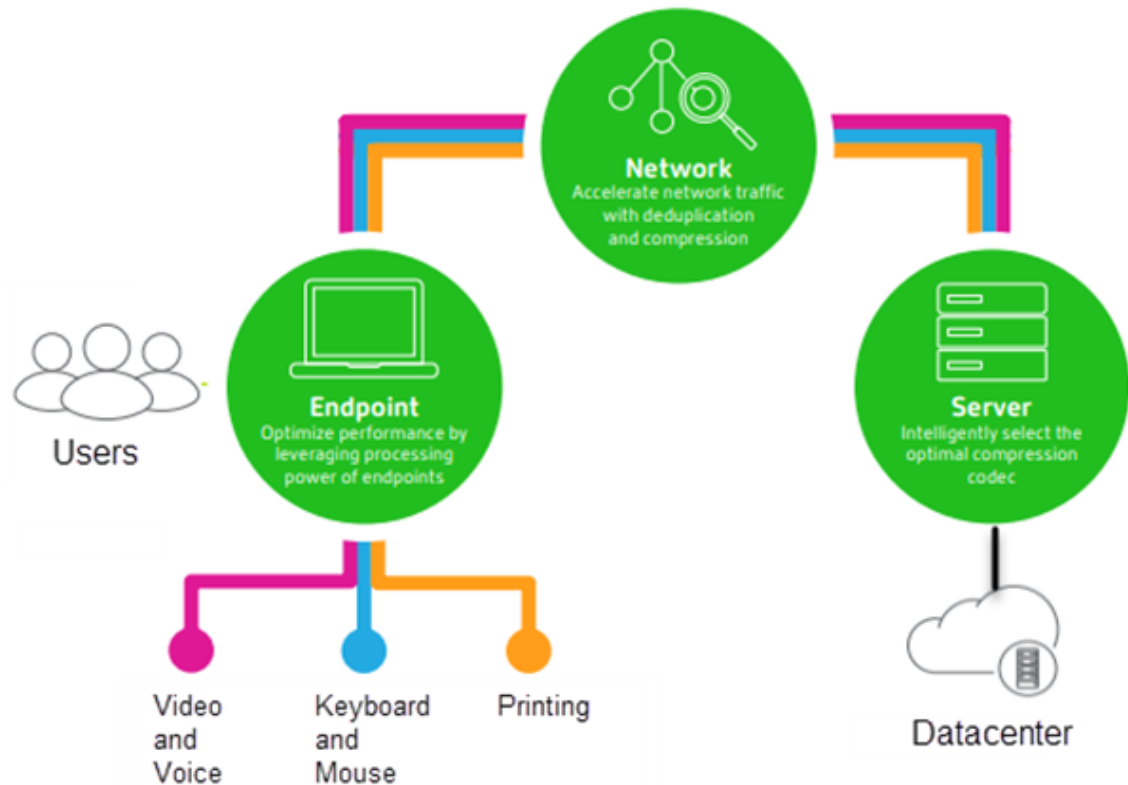 Network
Accelerate network traffic
with deduplication
and compression
Users
Endpoint
Optimize performance by
leveraging processing
power of endpoints
Server
Intelligently select the
optimal compression
codec
Video
and
Voice
Keyboard
and
Mouse
Printing
Datacenter